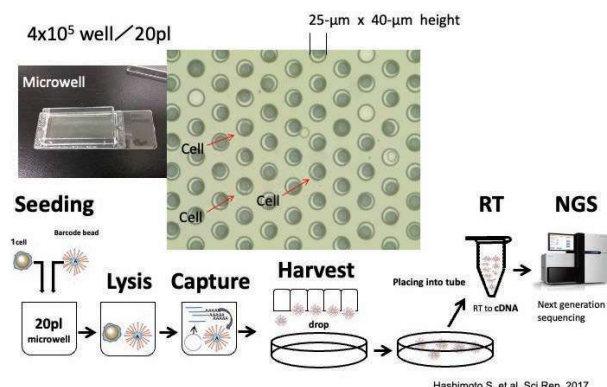 4x10⁵ well／20pl
25-μm x 40-μm height
Microwell
Cell
Cell
Cell
Seeding
1cell
Barcode bead
20pl
microwell
Lysis
Capture
Harvest
drop
Placing into tube
RT
RT to cDNA
NGS
Next generation
sequencing
Hashimoto S, et al. Sci Rep. 2017